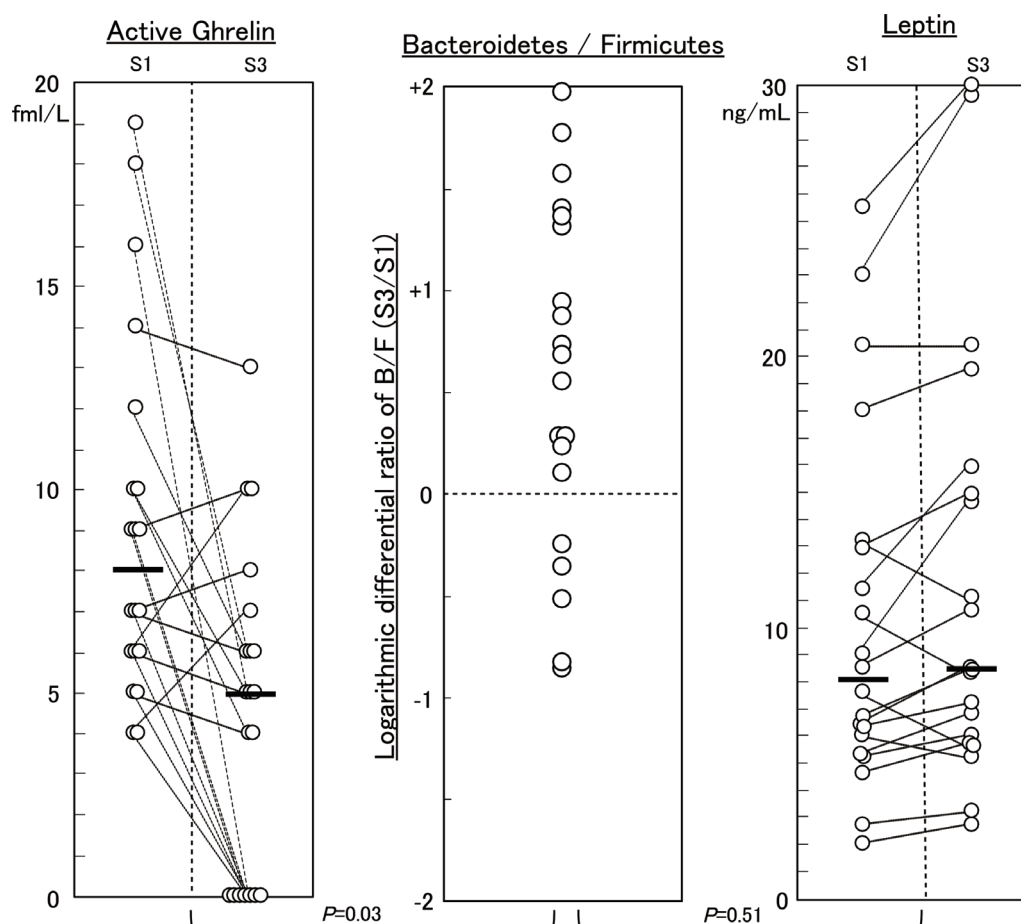 Active Ghrelin
S1 S3
20
fml/L
15
10
5
0
P=0.03
Bacteroidetes / Firmicutes
Logarithmic differential ratio of B/F (S3/S1)
+2
+1
0
-1
-2
P=0.51
Leptin
S1 S3
30
ng/mL
20
10
0